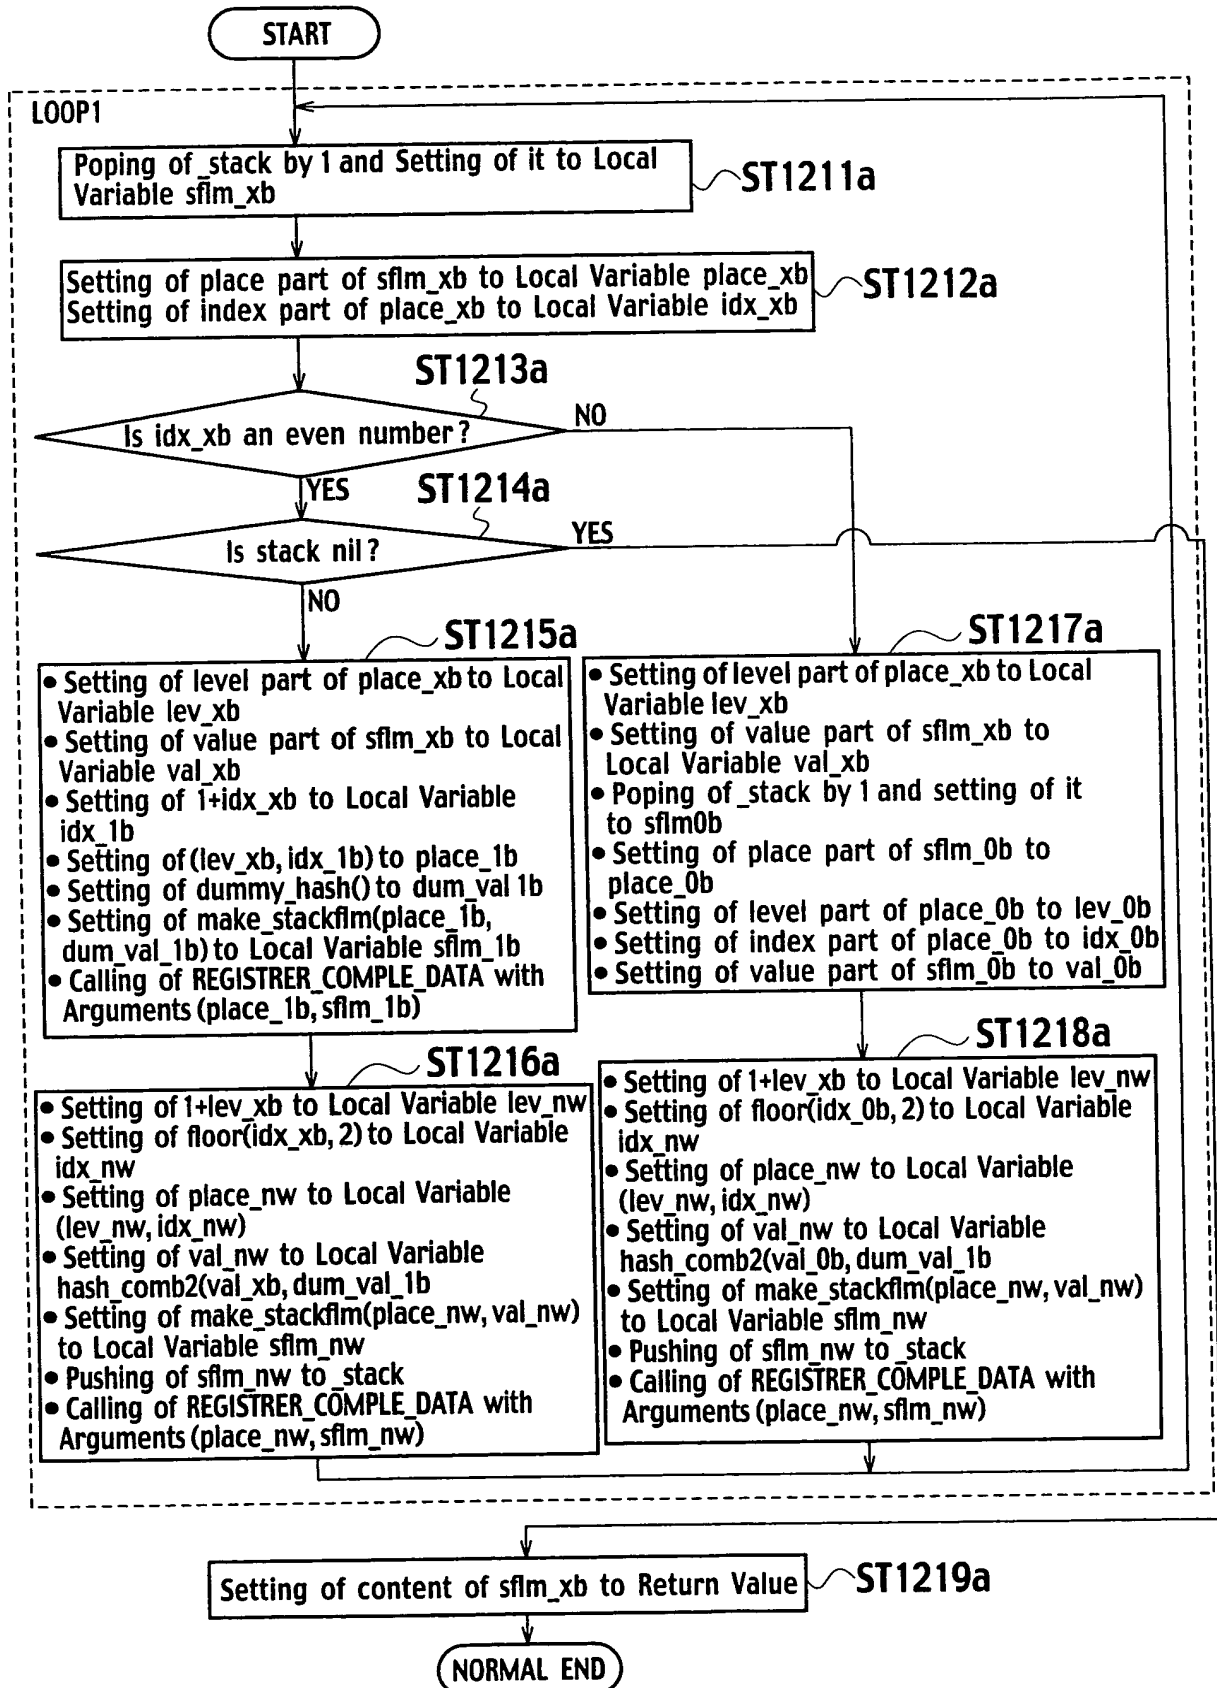 START
LOOP1
Poping of _stack by 1 and Setting of it to Local
Variable sflm_xb
ST1211a
Setting of place part of sflm_xb to Local Variable place_xb
Setting of index part of place_xb to Local Variable idx_xb
ST1212a
ST1213a
Is idx_xb an even number?
NO
YES
ST1214a
Is stack nil?
YES
NO
ST1215a
• Setting of level part of place_xb to Local
Variable lev_xb
• Setting of value part of sflm_xb to Local
Variable val_xb
• Setting of 1+idx_xb to Local Variable
idx_1b
• Setting of (lev_xb, idx_1b) to place_1b
• Setting of dummy_hash() to dum_val 1b
• Setting of make_stackflm(place_1b,
dum_val_1b) to Local Variable sflm_1b
• Calling of REGISTRER_COMPLE_DATA with
Arguments (place_1b, sflm_1b)
ST1217a
• Setting of level part of place_xb to Local
Variable lev_xb
• Setting of value part of sflm_xb to
Local Variable val_xb
• Poping of _stack by 1 and setting of it
to sflm0b
• Setting of place part of sflm_0b to
place_0b
• Setting of level part of place_0b to lev_0b
• Setting of index part of place_0b to idx_0b
• Setting of value part of sflm_0b to val_0b
ST1216a
• Setting of 1+lev_xb to Local Variable lev_nw
• Setting of floor(idx_xb, 2) to Local Variable
idx_nw
• Setting of place_nw to Local Variable
(lev_nw, idx_nw)
• Setting of val_nw to Local Variable
hash_comb2(val_xb, dum_val_1b
• Setting of make_stackflm(place_nw, val_nw)
to Local Variable sflm_nw
• Pushing of sflm_nw to _stack
• Calling of REGISTRER_COMPLE_DATA with
Arguments (place_nw, sflm_nw)
ST1218a
• Setting of 1+lev_xb to Local Variable lev_nw
• Setting of floor(idx_0b, 2) to Local Variable
idx_nw
• Setting of place_nw to Local Variable
(lev_nw, idx_nw)
• Setting of val_nw to Local Variable
hash_comb2(val_0b, dum_val_1b
• Setting of make_stackflm(place_nw, val_nw)
to Local Variable sflm_nw
• Pushing of sflm_nw to _stack
• Calling of REGISTRER_COMPLE_DATA with
Arguments (place_nw, sflm_nw)
Setting of content of sflm_xb to Return Value
ST1219a
NORMAL END